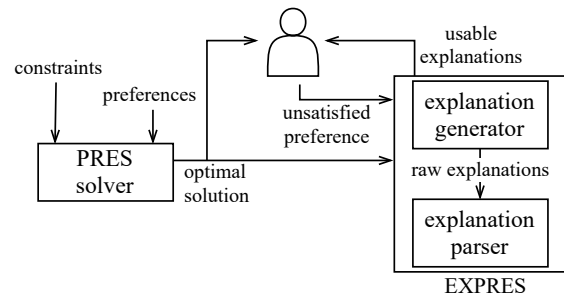 constraints
preferences
PRES
solver
optimal
solution
unsatisfied
preference
usable
explanations
explanation
generator
raw explanations
explanation
parser
EXPRES